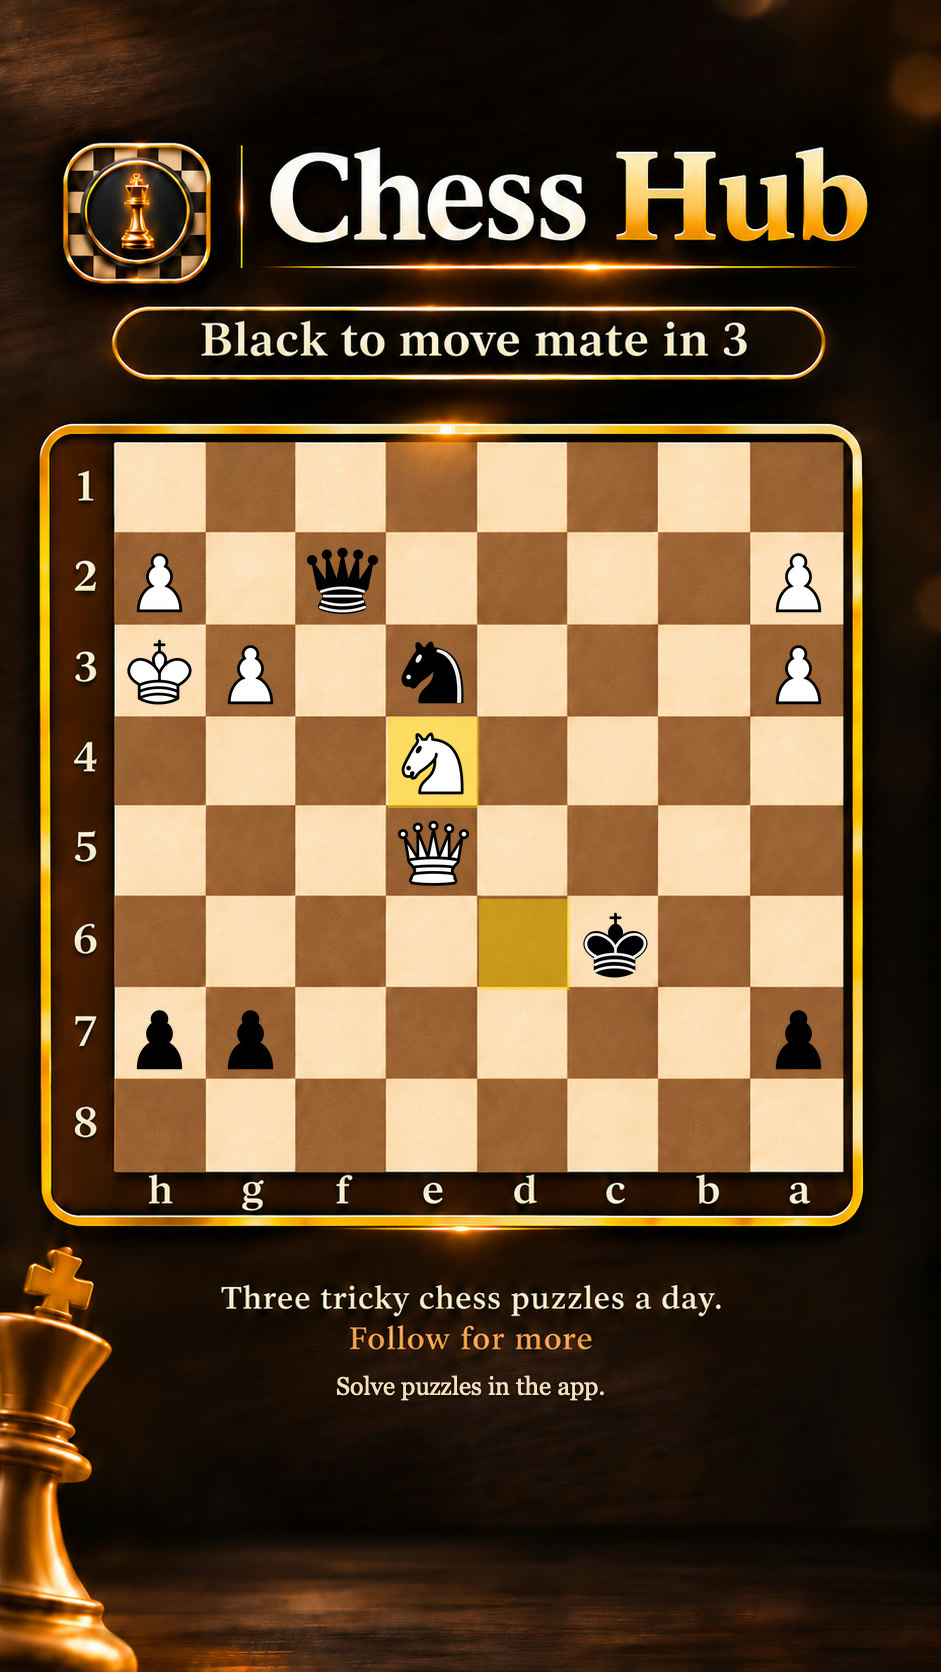 Chess Hub
Black to move mate in 3
1
2
3
4
5
6
7
8
h g f e d c b a
Three tricky chess puzzles a day.
Follow for more
Solve puzzles in the app.